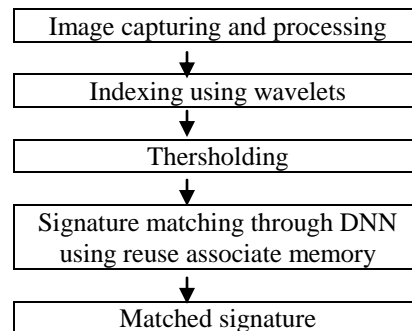 Image capturing and processing
Indexing using wavelets
Thersholding
Signature matching through DNN
using reuse associate memory
Matched signature